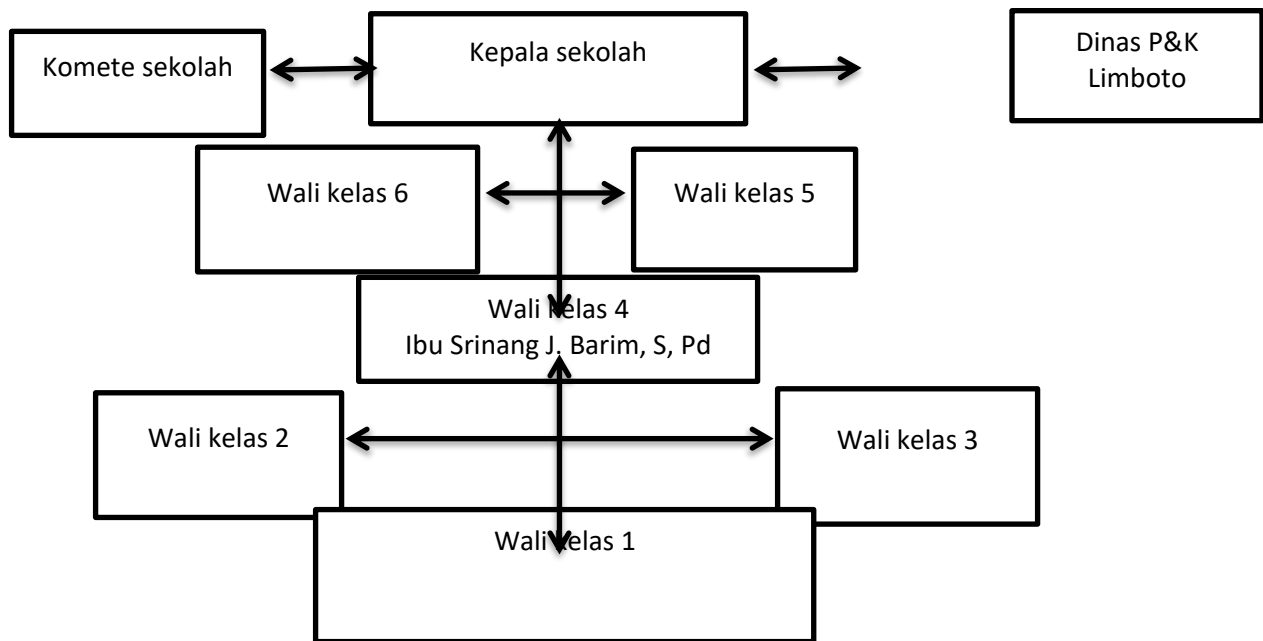 Komete sekolah
Kepala sekolah
Dinas P&K
Limboto
Wali kelas 6
Wali kelas 5
Wali kelas 4
Ibu Srinang J. Barim, S, Pd
Wali kelas 2
Wali kelas 3
Wali kelas 1